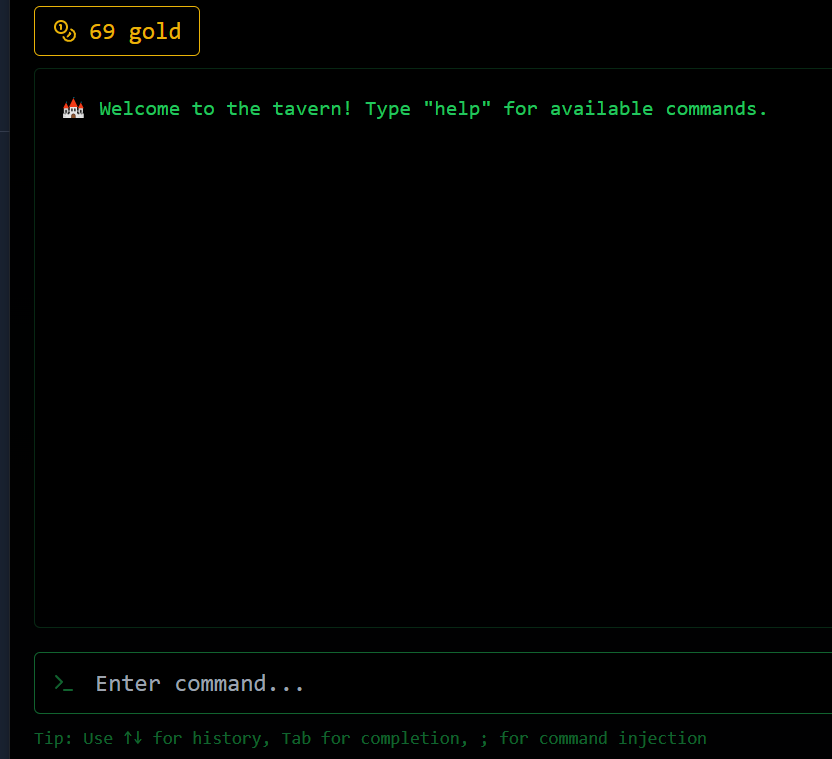 69 gold
Welcome to the tavern! Type "help" for available commands.
>_ Enter command...
Tip: Use ↑↓ for history, Tab for completion, ; for command injection